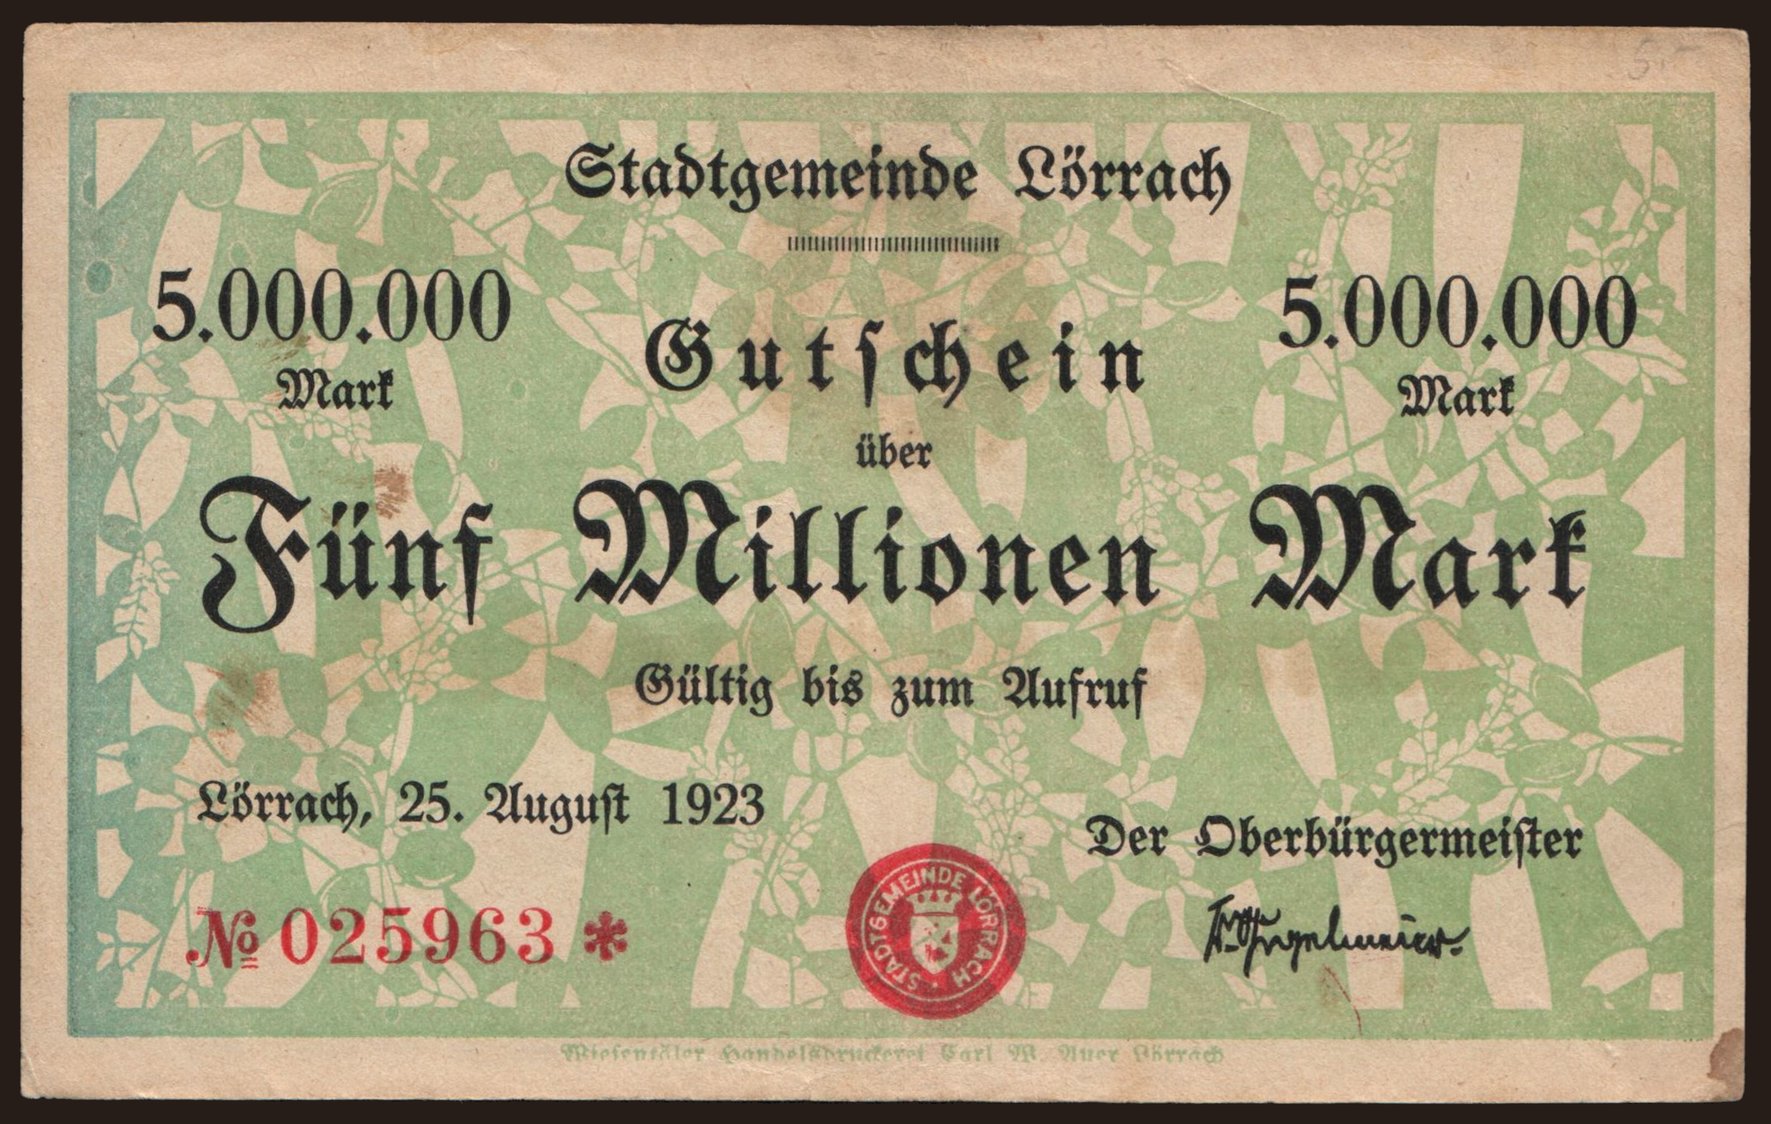 5.-
Stadtgemeinde Lörrach
5.000.000 Mark
Gutschein
5.000.000 Mark
über
Fünf Millionen Mark
Gültig bis zum Aufruf
Lörrach, 25. August 1923
Der Oberbürgermeister
№ 025963 *
STADTGEMEINDE LÖRRACH
Wiesentäler Handelsdruckerei Carl W. Auer Lörrach